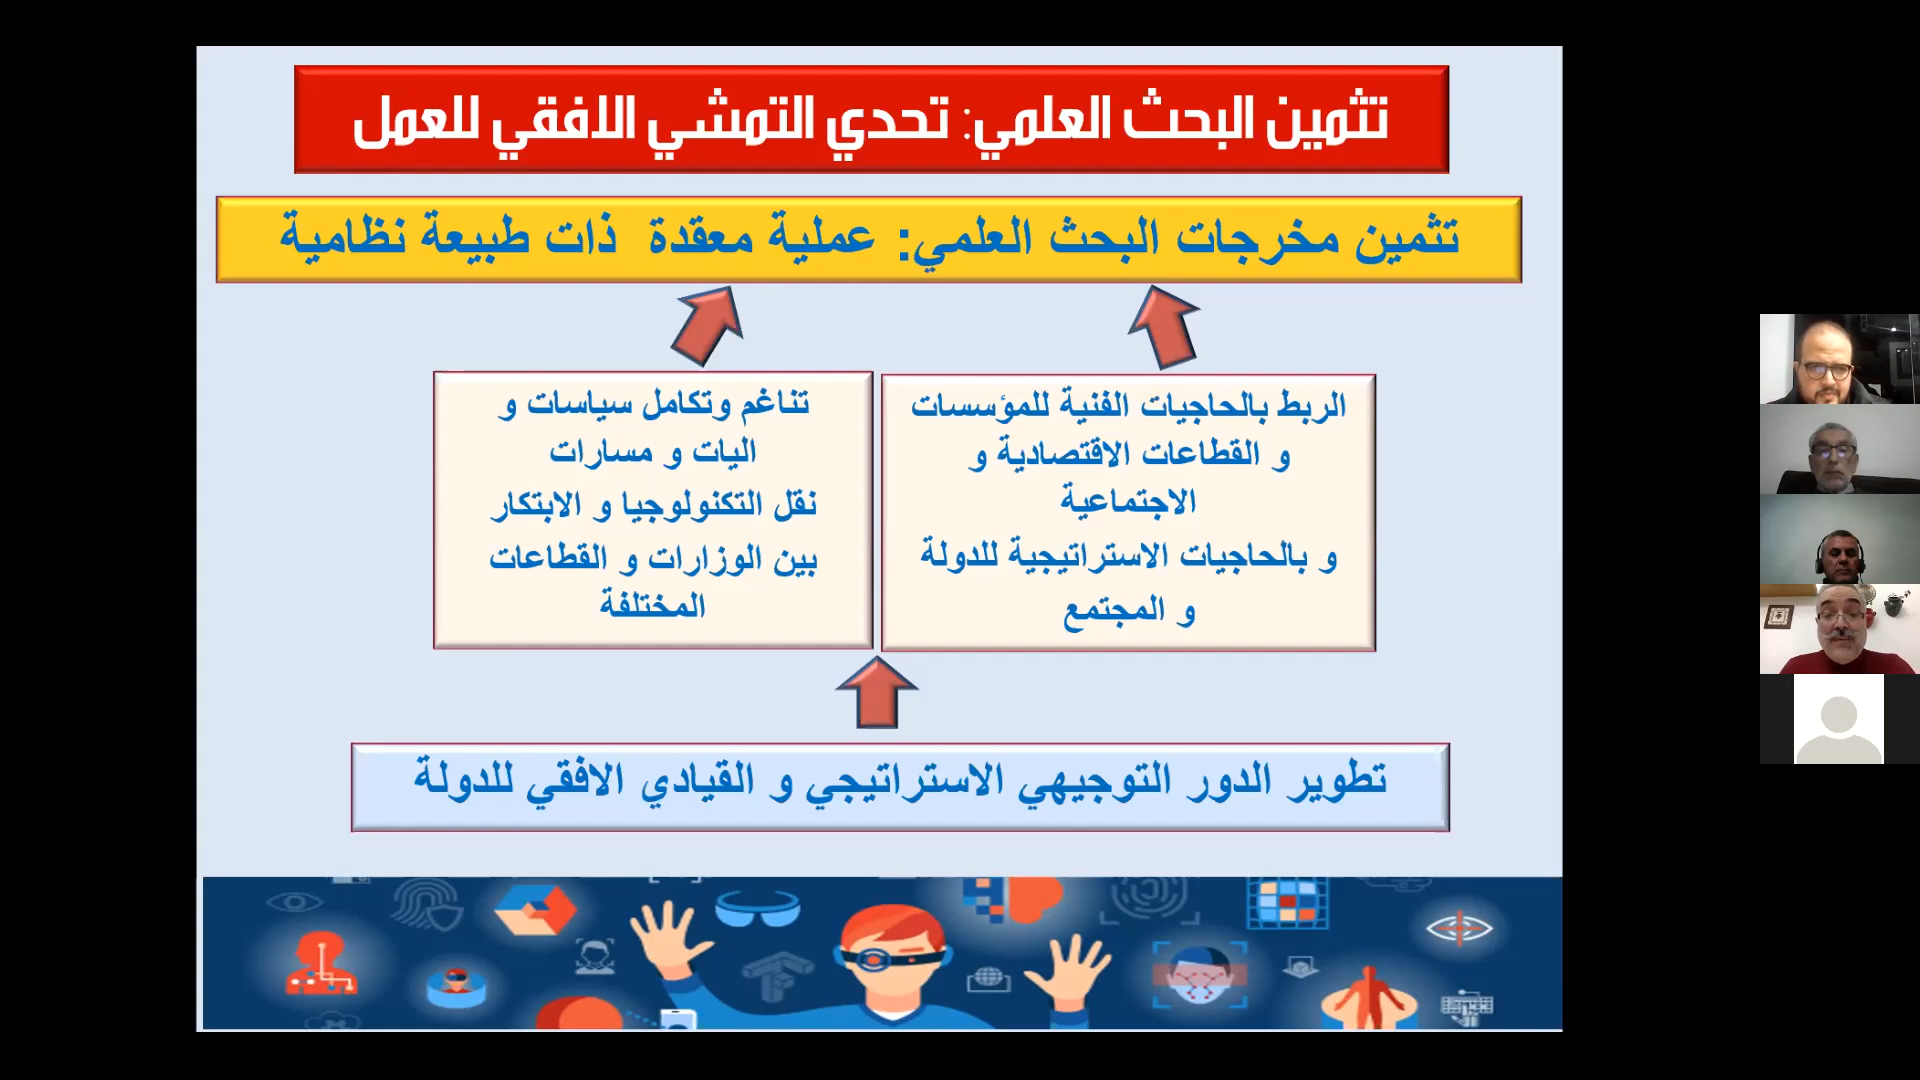 تثمين البحث العلمي: تحدي التمشي الافقي للعمل
تثمين مخرجات البحث العلمي: عملية معقدة ذات طبيعة نظامية
الربط بالحاجيات الفنية للمؤسسات
و القطاعات الاقتصادية و
الاجتماعية
و بالحاجيات الاستراتيجية للدولة
و المجتمع
تناغم وتكامل سياسات و
اليات و مسارات
نقل التكنولوجيا و الابتكار
بين الوزارات و القطاعات
المختلفة
تطوير الدور التوجيهي الاستراتيجي و القيادي الافقي للدولة